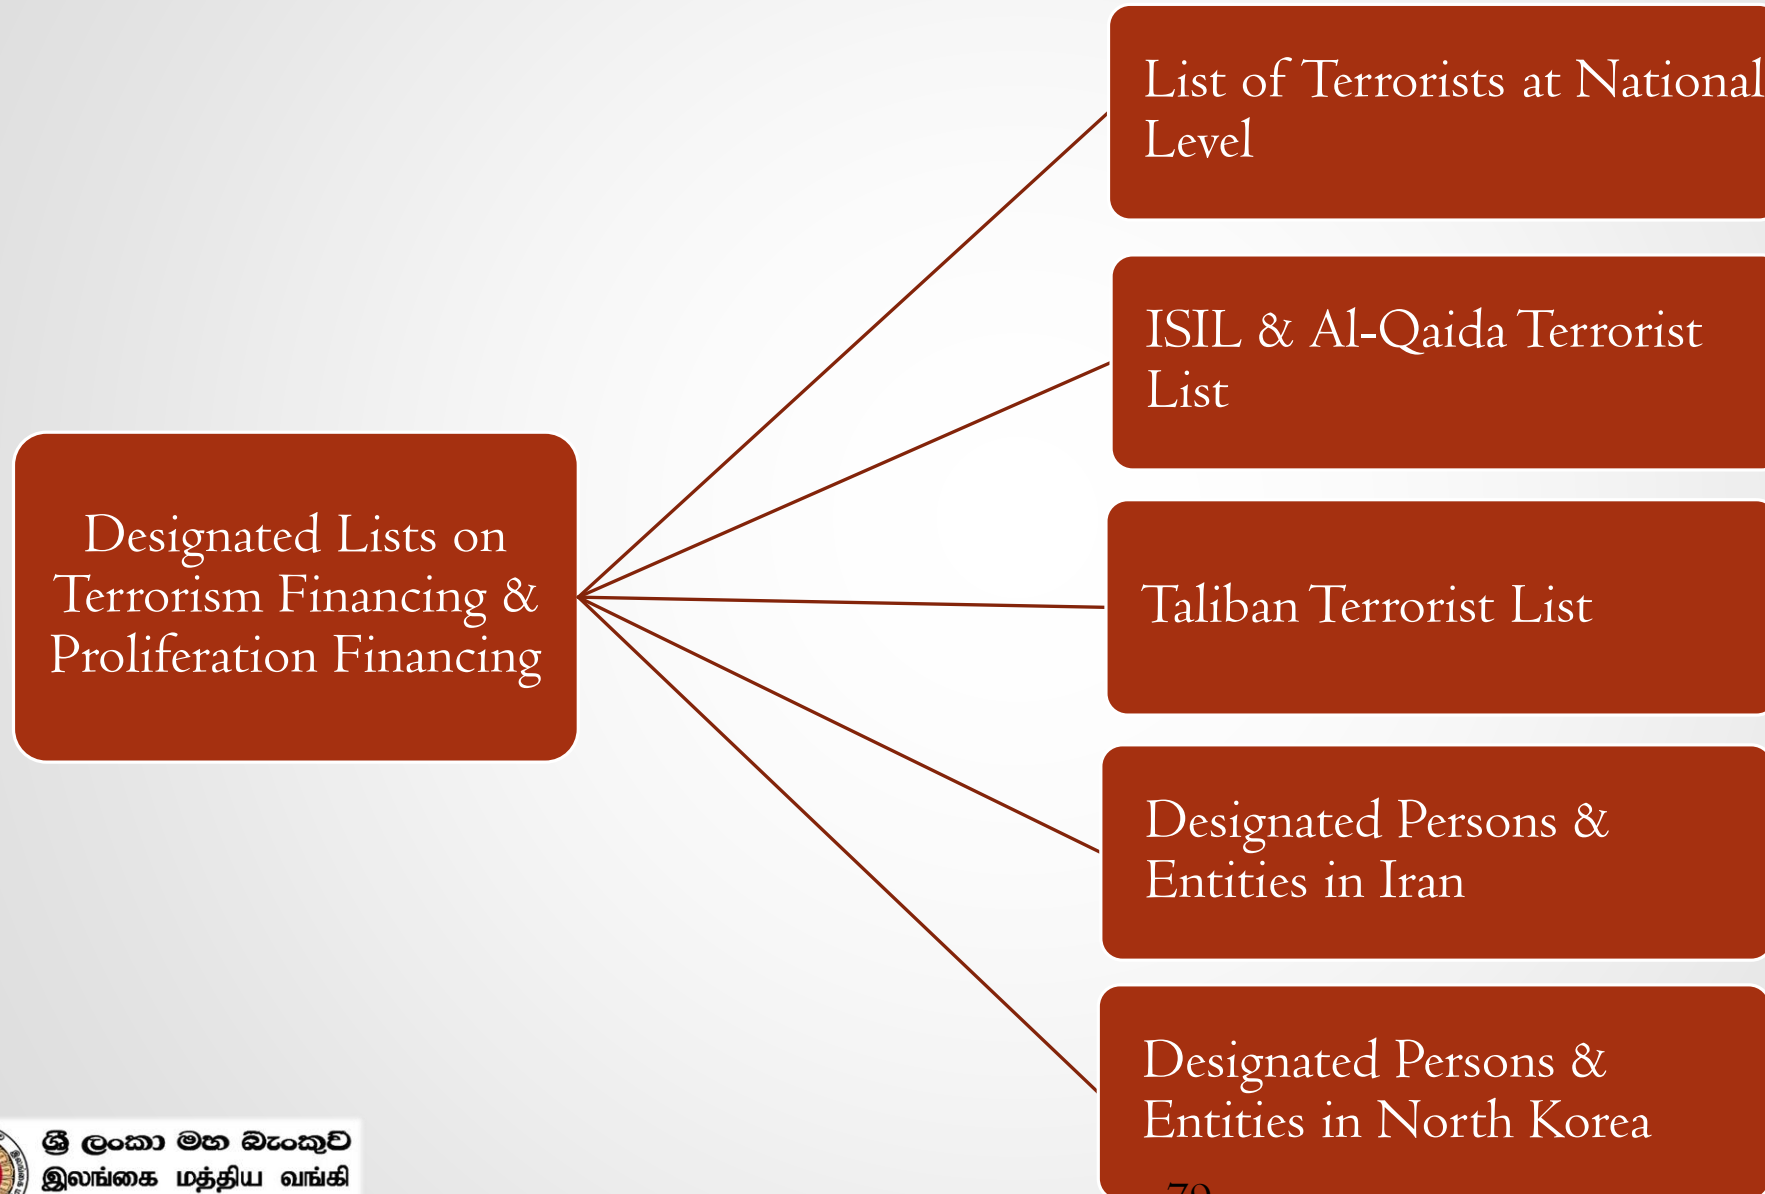 List of Terrorists at National
Level
ISIL & Al-Qaida Terrorist
List
Designated Lists on
Terrorism Financing &
Proliferation Financing
Taliban Terrorist List
Designated Persons &
Entities in Iran
Designated Persons &
Entities in North Korea
ශ්‍රී ලංකා මහ බැංකුව
இலங்கை மத்திய வங்கி